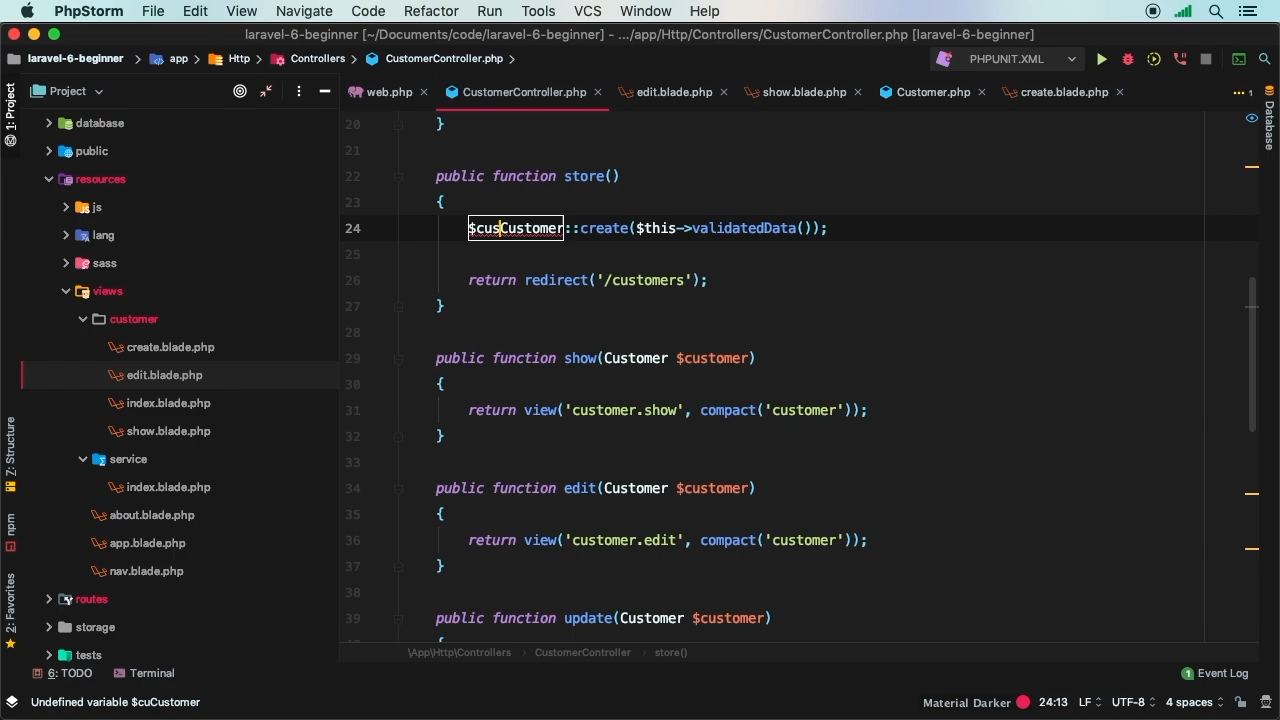 PhpStorm File Edit View Navigate Code Refactor Run Tools VCS Window Help
laravel-6-beginner [~/Documents/code/laravel-6-beginner] - .../app/Http/Controllers/CustomerController.php [laravel-6-beginner]
laravel-6-beginner app Http Controllers CustomerController.php PHPUNIT.XML
1: Project
Project
web.php CustomerController.php edit.blade.php show.blade.php Customer.php create.blade.php 1
Database
database
public
resources
js
lang
sass
views
customer
create.blade.php
edit.blade.php
index.blade.php
show.blade.php
service
index.blade.php
about.blade.php
app.blade.php
nav.blade.php
routes
storage
tests
7: Structure
npm
2: Favorites
20 }
21
22 public function store()
23 {
24 $cusCustomer::create($this->validatedData());
25
26 return redirect('/customers');
27 }
28
29 public function show(Customer $customer)
30 {
31 return view('customer.show', compact('customer'));
32 }
33
34 public function edit(Customer $customer)
35 {
36 return view('customer.edit', compact('customer'));
37 }
38
39 public function update(Customer $customer)
{
\App\Http\Controllers CustomerController store()
6: TODO Terminal 1 Event Log
Undefined variable $cuCustomer Material Darker 24:13 LF UTF-8 4 spaces